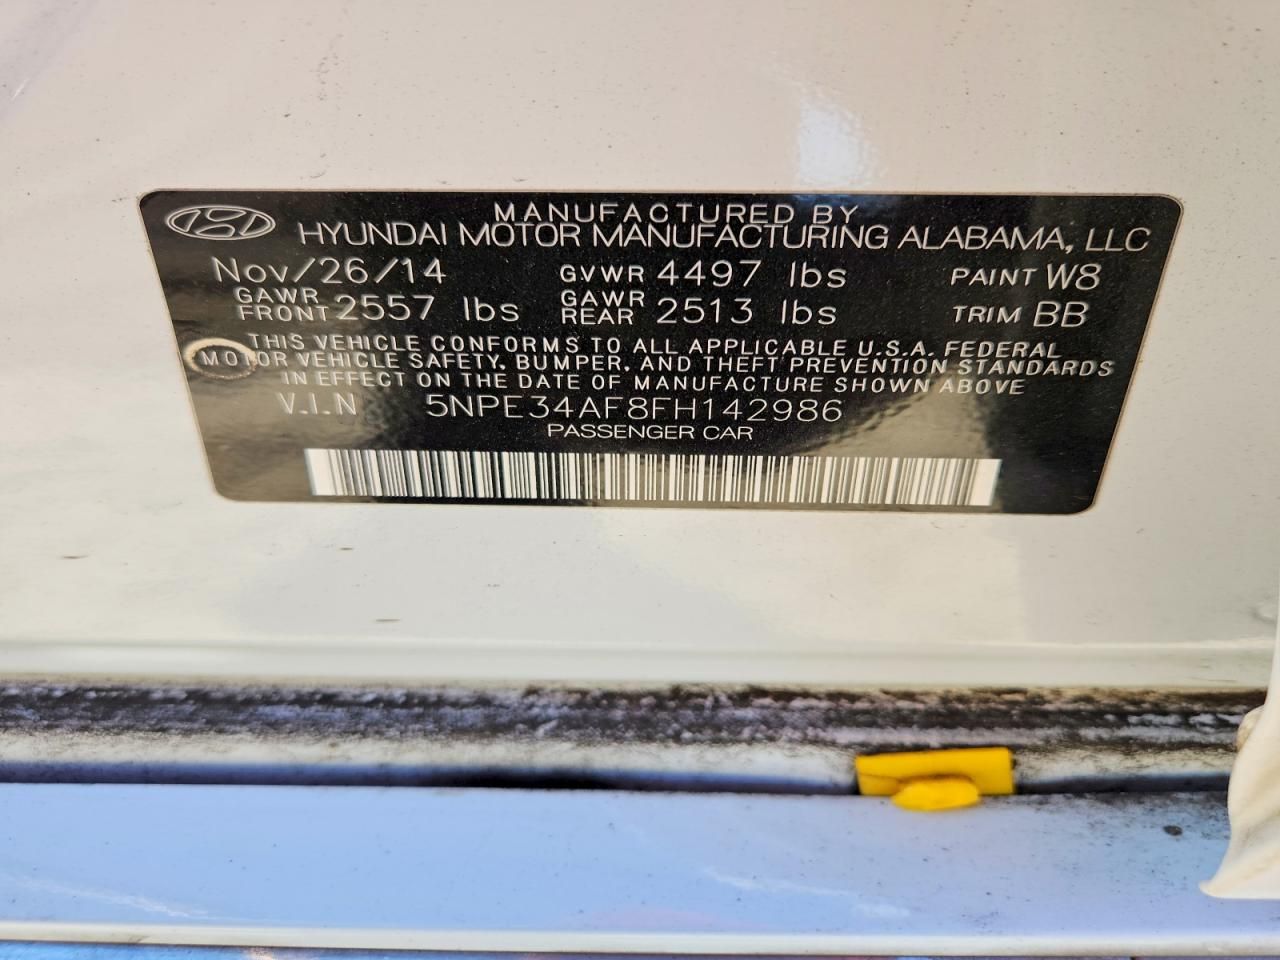 MANUFACTURED BY
HYUNDAI MOTOR MANUFACTURING ALABAMA, LLC
Nov/26/14 GVWR 4497 lbs PAINT W8
GAWR FRONT 2557 lbs GAWR REAR 2513 lbs TRIM BB
THIS VEHICLE CONFORMS TO ALL APPLICABLE U.S.A. FEDERAL
MOTOR VEHICLE SAFETY, BUMPER, AND THEFT PREVENTION STANDARDS
IN EFFECT ON THE DATE OF MANUFACTURE SHOWN ABOVE
V.I.N 5NPE34AF8FH142986
PASSENGER CAR